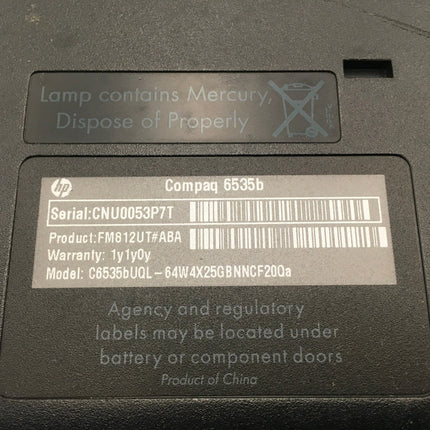 Lamp contains Mercury,
Dispose of Properly
hp
Compaq 6535b
Serial:CNU0053P7T
Product:FM812UT#ABA
Warranty: 1y1y0y
Model: C6535bUQL-64W4X25GBNNCF20Qa
Agency and regulatory
labels may be located under
battery or component doors
Product of China